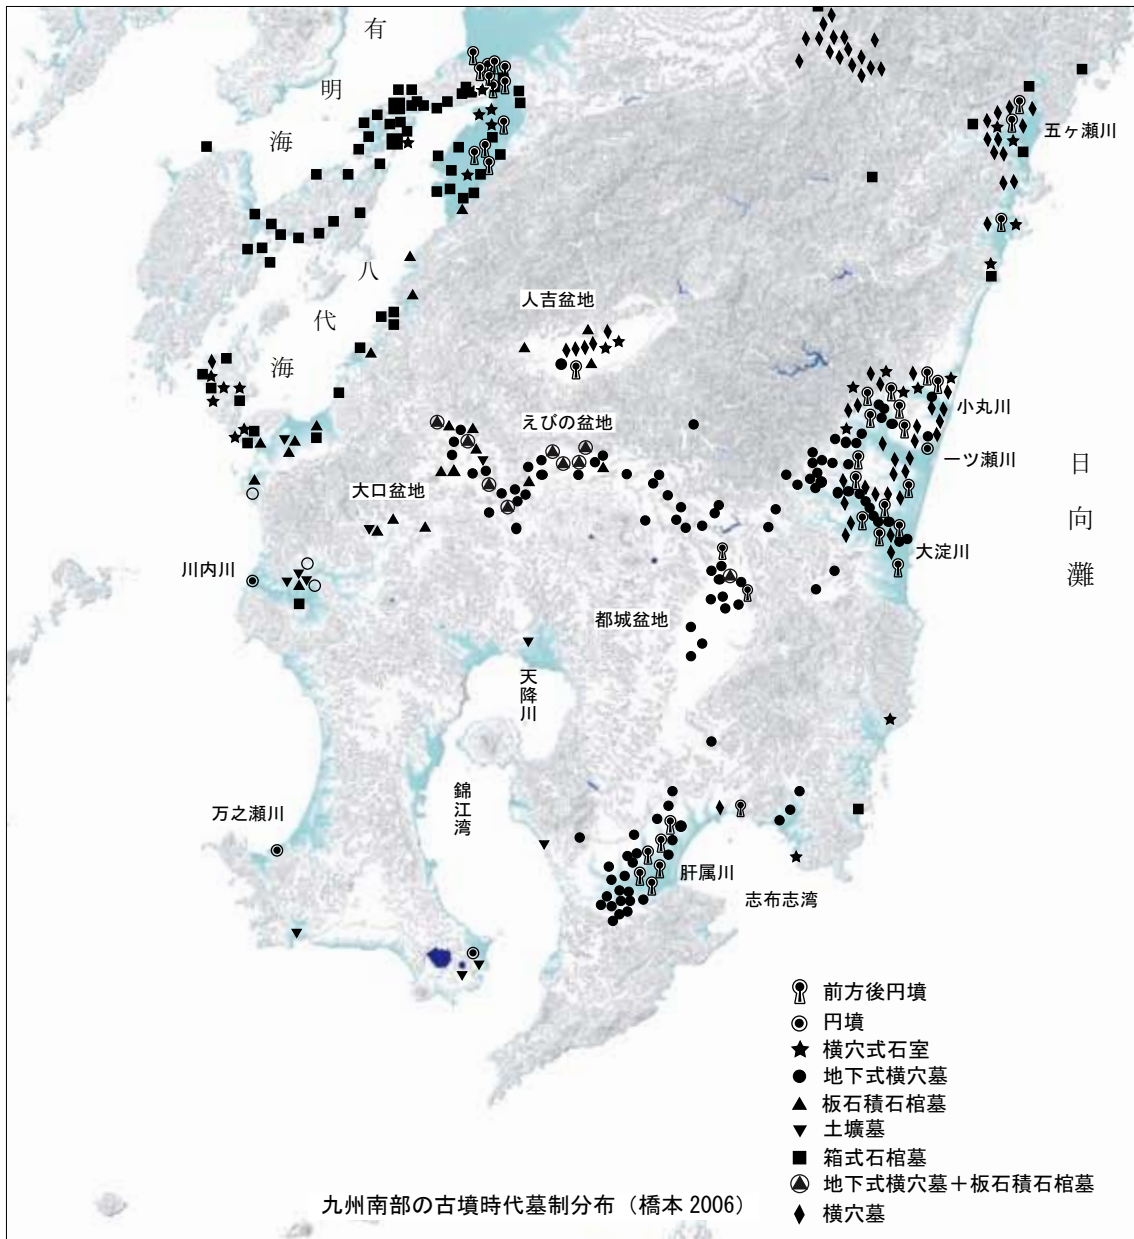 有明海
八代海
人吉盆地
えびの盆地
大口盆地
都城盆地
五ヶ瀬川
小丸川
一ツ瀬川
大淀川
日向灘
川内川
天降川
錦江湾
万之瀬川
肝属川
志布志湾
前方後円墳
円墳
横穴式石室
地下式横穴墓
板石積石棺墓
土壙墓
箱式石棺墓
地下式横穴墓＋板石積石棺墓
横穴墓
九州南部の古墳時代墓制分布（橋本 2006）